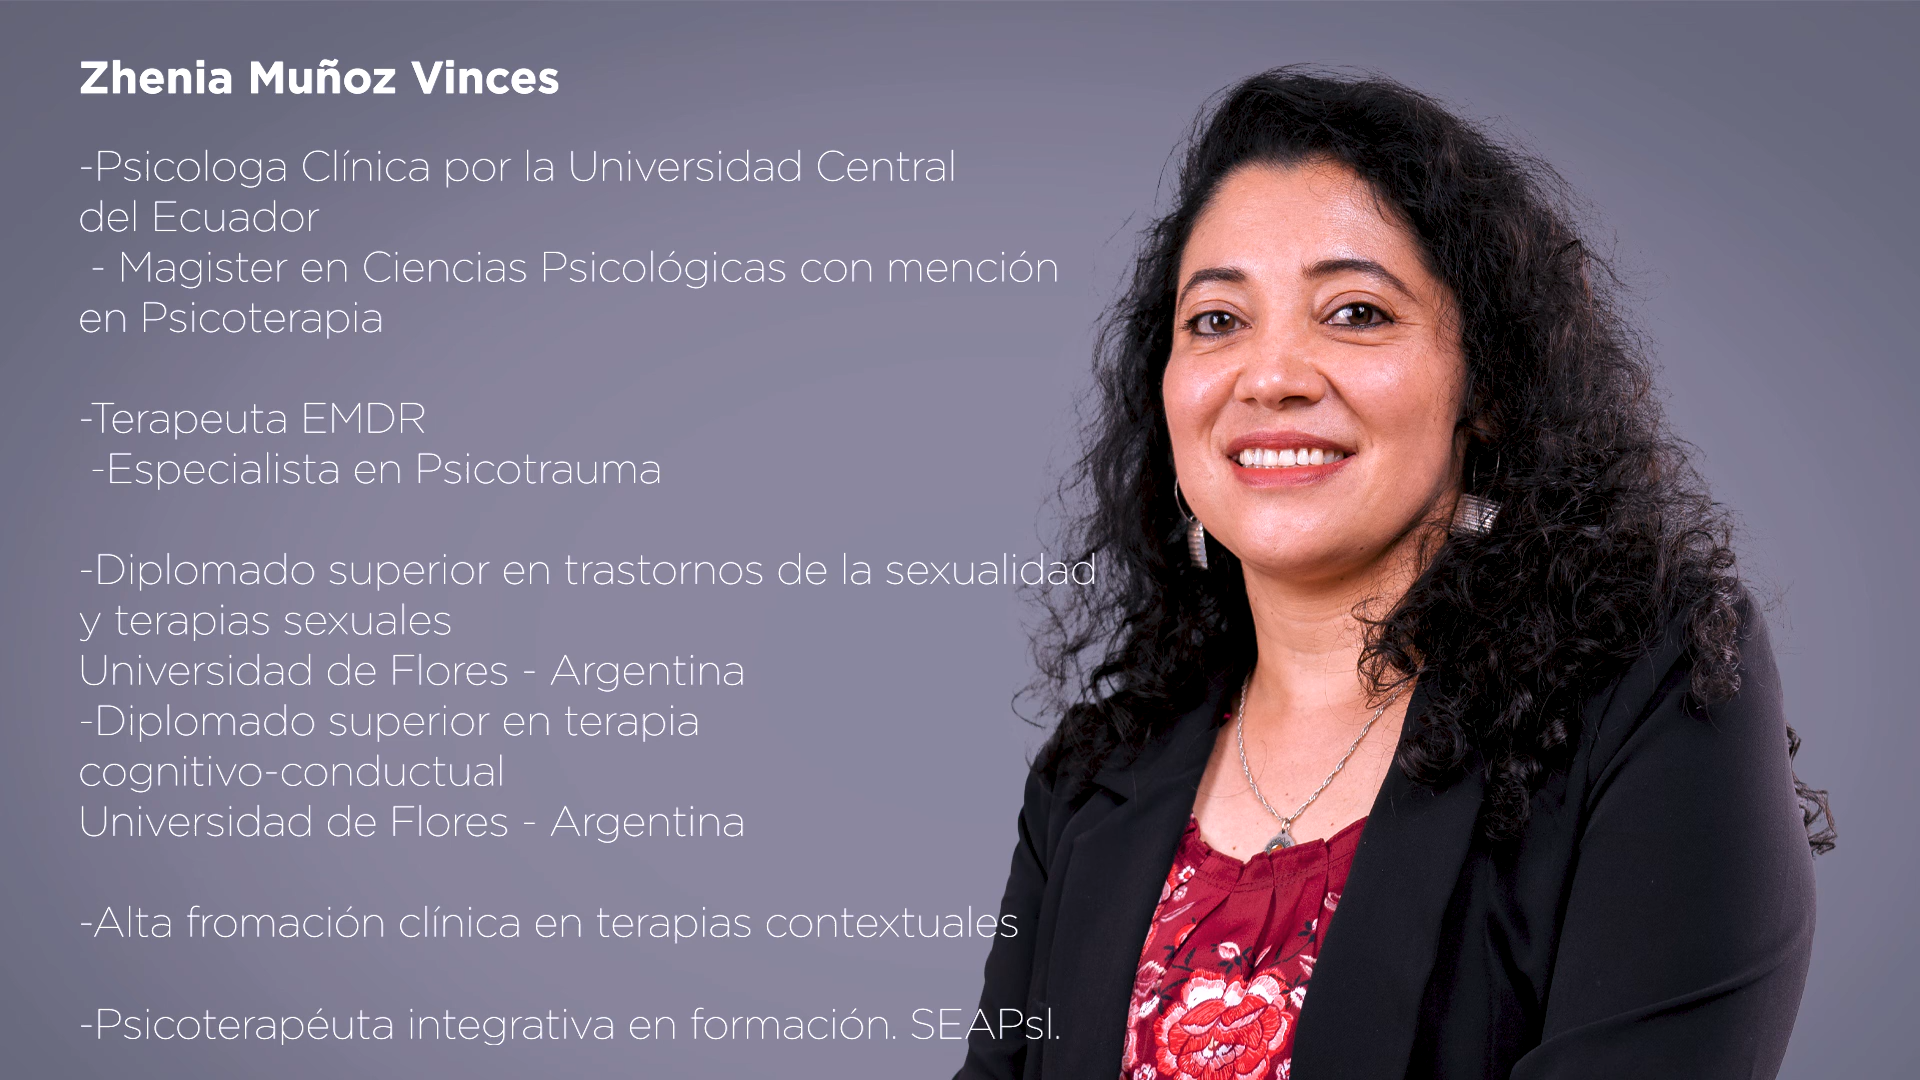 Zhenia Muñoz Vinces
-Psicologa Clínica por la Universidad Central
del Ecuador
- Magister en Ciencias Psicológicas con mención
en Psicoterapia
-Terapeuta EMDR
-Especialista en Psicotrauma
-Diplomado superior en trastornos de la sexualidad
y terapias sexuales
Universidad de Flores - Argentina
-Diplomado superior en terapia
cognitivo-conductual
Universidad de Flores - Argentina
-Alta fromación clínica en terapias contextuales
-Psicoterapéuta integrativa en formación. SEAPsI.